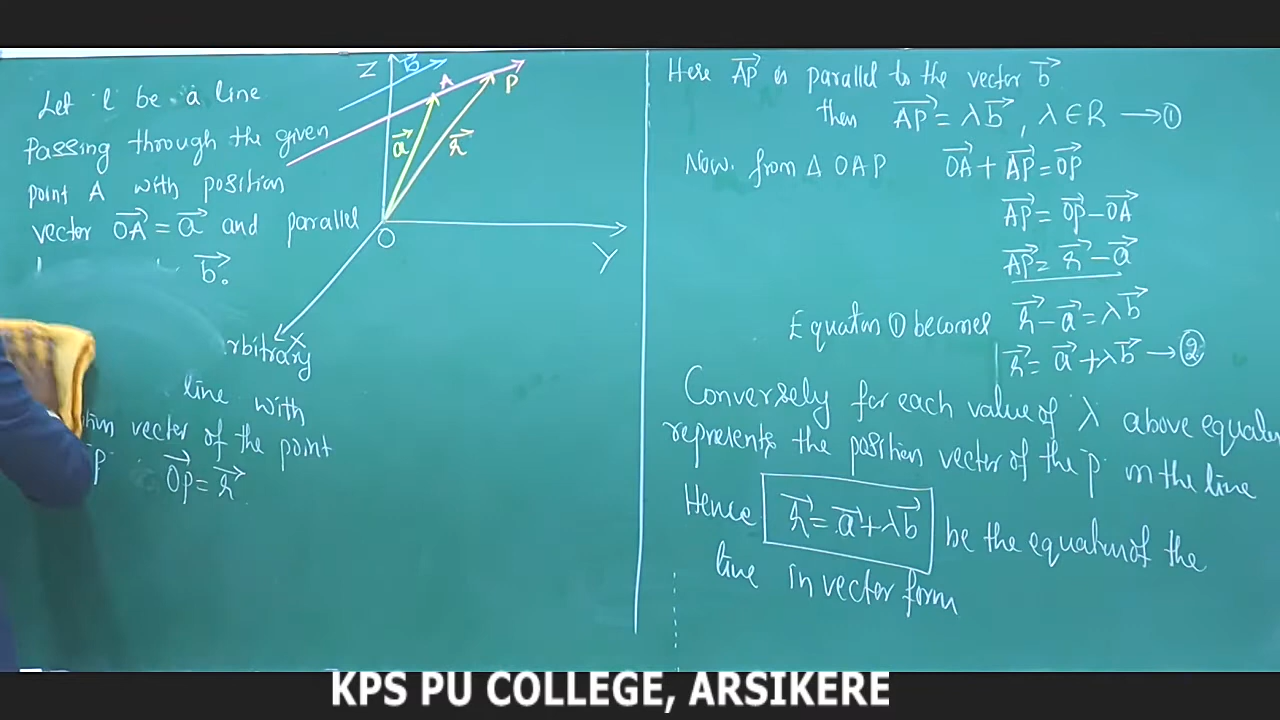 Let 'l' be a line
Passing through the given
point A with position
vector OA⃗ = a⃗ and parallel
b⃗.
rbitrary
line with
vector of the point
'P' OP⃗ = r⃗
Z
b⃗
A
P
a⃗
r⃗
O
Y
X
Here AP⃗ is parallel to the vector b⃗
then AP⃗ = λb⃗, λ∈R → ①
Now. from Δ OAP OA⃗ + AP⃗ = OP⃗
AP⃗ = OP⃗ − OA⃗
AP⃗ = r⃗ − a⃗
Equation ① becomes r⃗ − a⃗ = λb⃗
r⃗ = a⃗ + λb⃗ → ②
Conversely for each value of λ above equation
represents the position vector of the P on the line
Hence r⃗ = a⃗ + λb⃗ be the equation of the
line in vector form
KPS PU COLLEGE, ARSIKERE